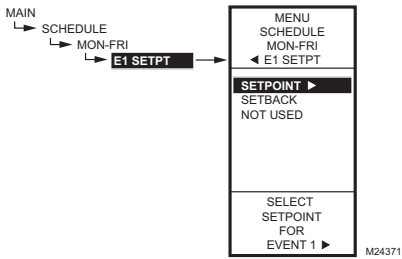 MAIN
SCHEDULE
MON-FRI
E1 SETPT
MENU
SCHEDULE
MON-FRI
◄ E1 SETPT
SETPOINT ►
SETBACK
NOT USED
SELECT
SETPOINT
FOR
EVENT 1 ►
M24371